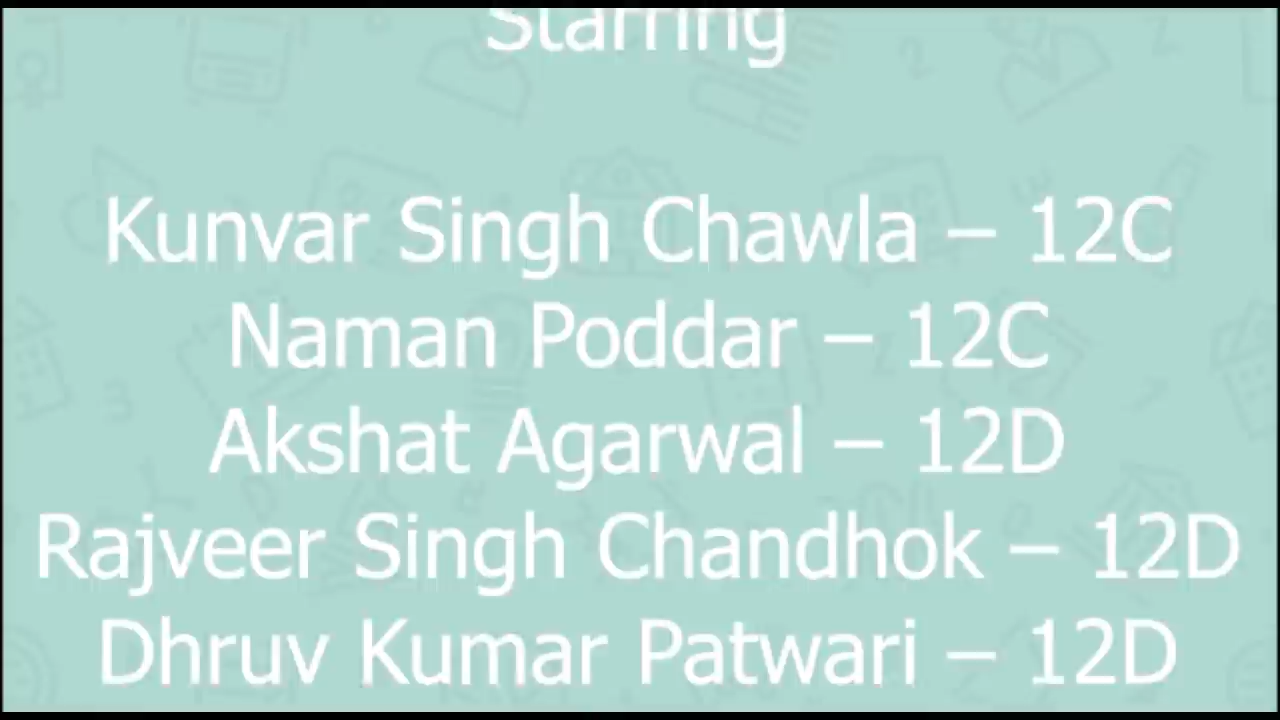 Starring
Kunvar Singh Chawla – 12C
Naman Poddar – 12C
Akshat Agarwal – 12D
Rajveer Singh Chandhok – 12D
Dhruv Kumar Patwari – 12D